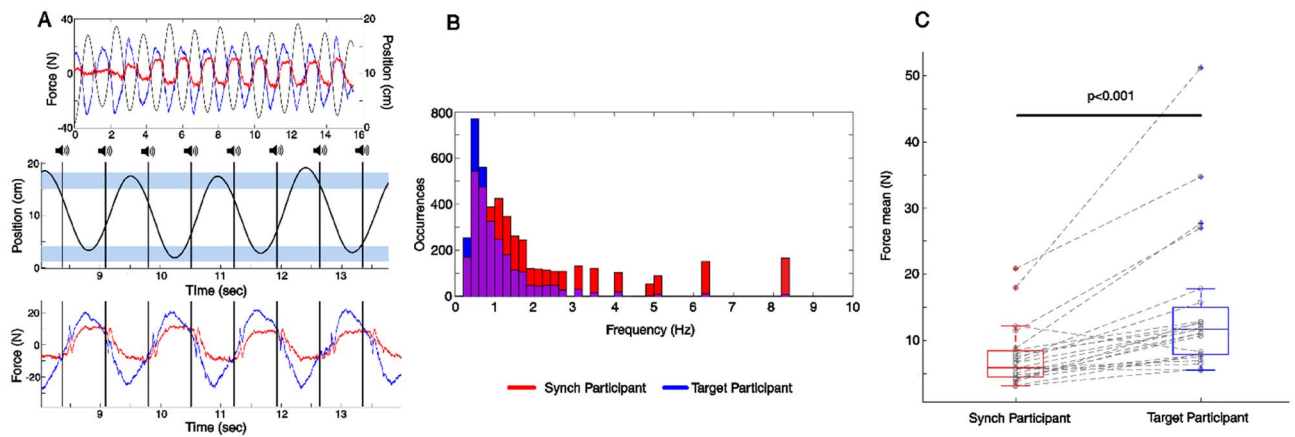 A
Force (N)
40
0
-40
20
10
0
Position (cm)
0 2 4 6 8 10 12 14 16
Time (sec)
Position (cm)
20
10
0
9 10 11 12 13
Time (sec)
Force (N)
20
0
-20
9 10 11 12 13
Time (sec)
B
Occurrences
800
600
400
200
0
0 1 2 3 4 5 6 7 8 9 10
Frequency (Hz)
Synch Participant Target Participant
C
Force mean (N)
50
40
30
20
10
p<0.001
Synch Participant Target Participant